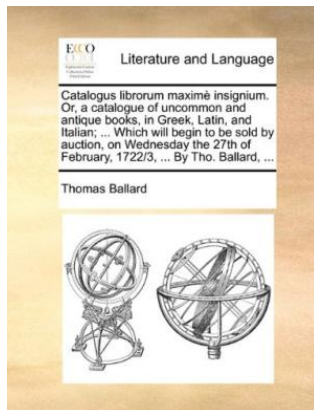 ECCO
Literature and Language
Catalogus librorum maximè insignium.
Or, a catalogue of uncommon and
antique books, in Greek, Latin, and
Italian; ... Which will begin to be sold by
auction, on Wednesday the 27th of
February, 1722/3, ... By Tho. Ballard, ...
Thomas Ballard